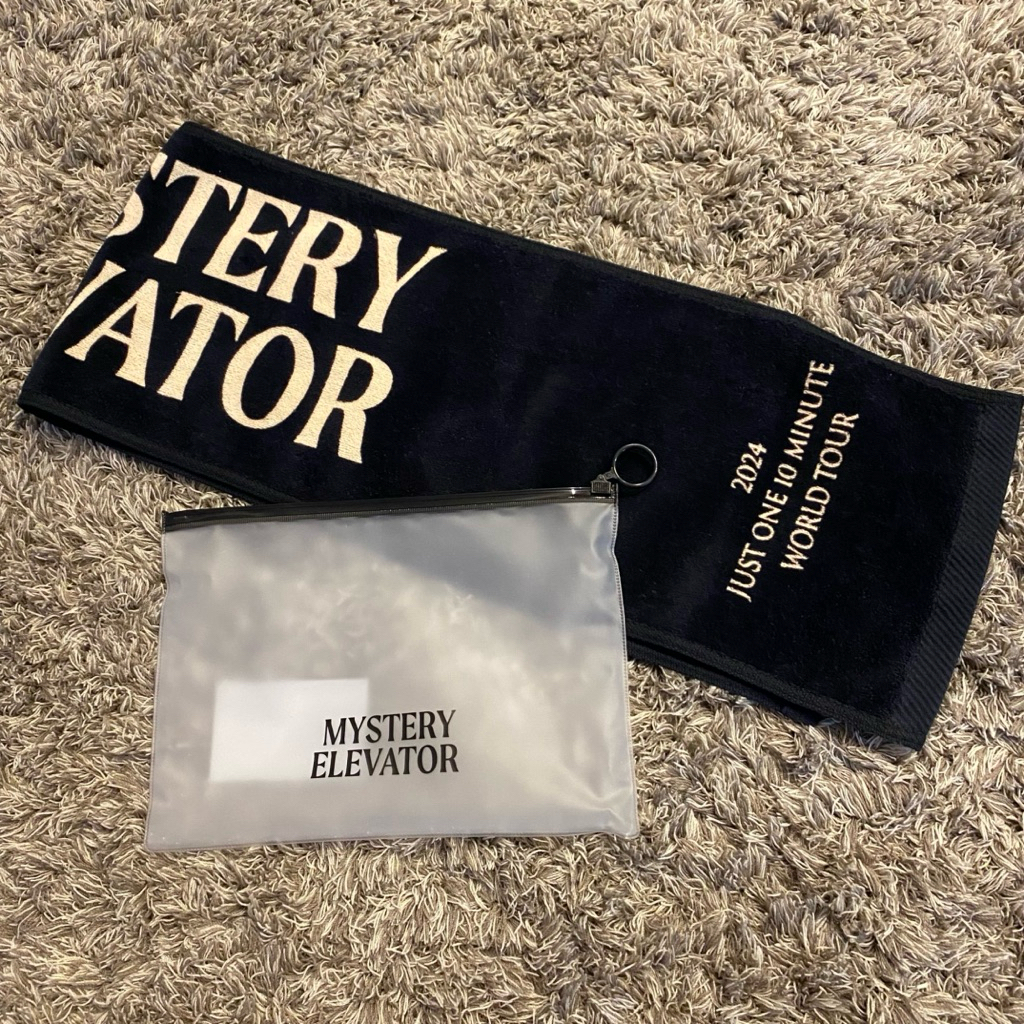 STERY
VATOR
2024
JUST ONE 10 MINUTE
WORLD TOUR
MYSTERY
ELEVATOR